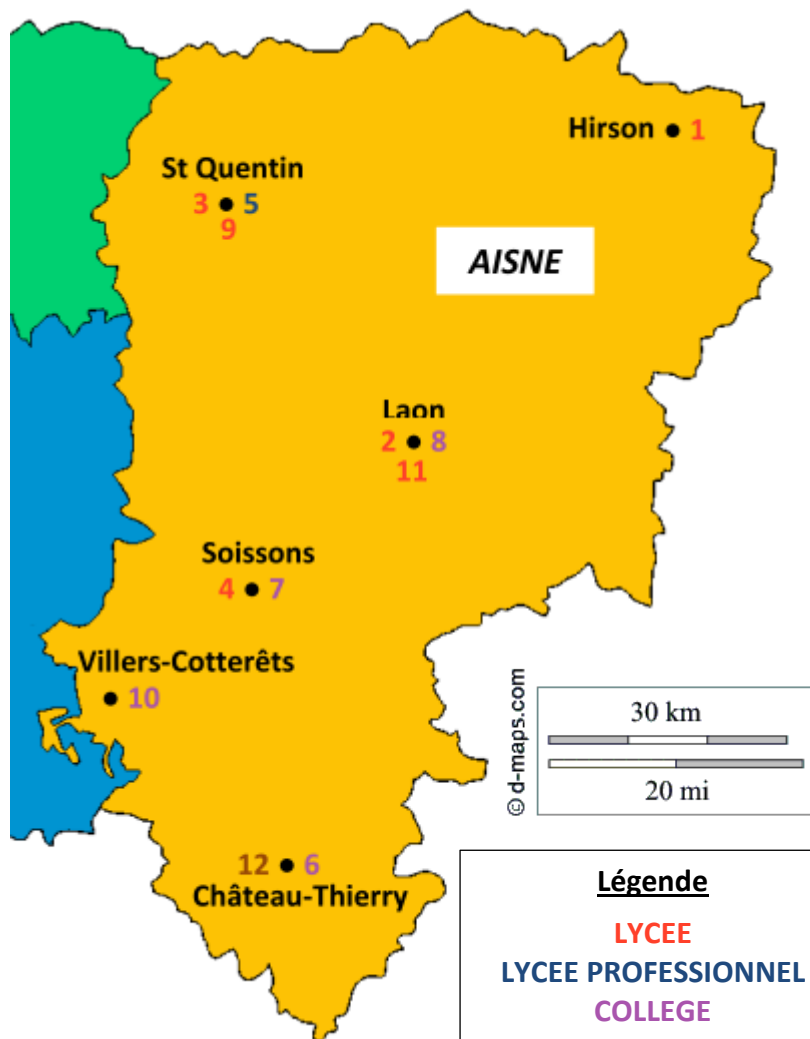 Hirson 1
St Quentin
3 5
9
AISNE
Laon
2 8
11
Soissons
4 7
Villers-Cotterêts
10
© d-maps.com
30 km
20 mi
12 6
Château-Thierry
Légende
LYCEE
LYCEE PROFESSIONNEL
COLLEGE